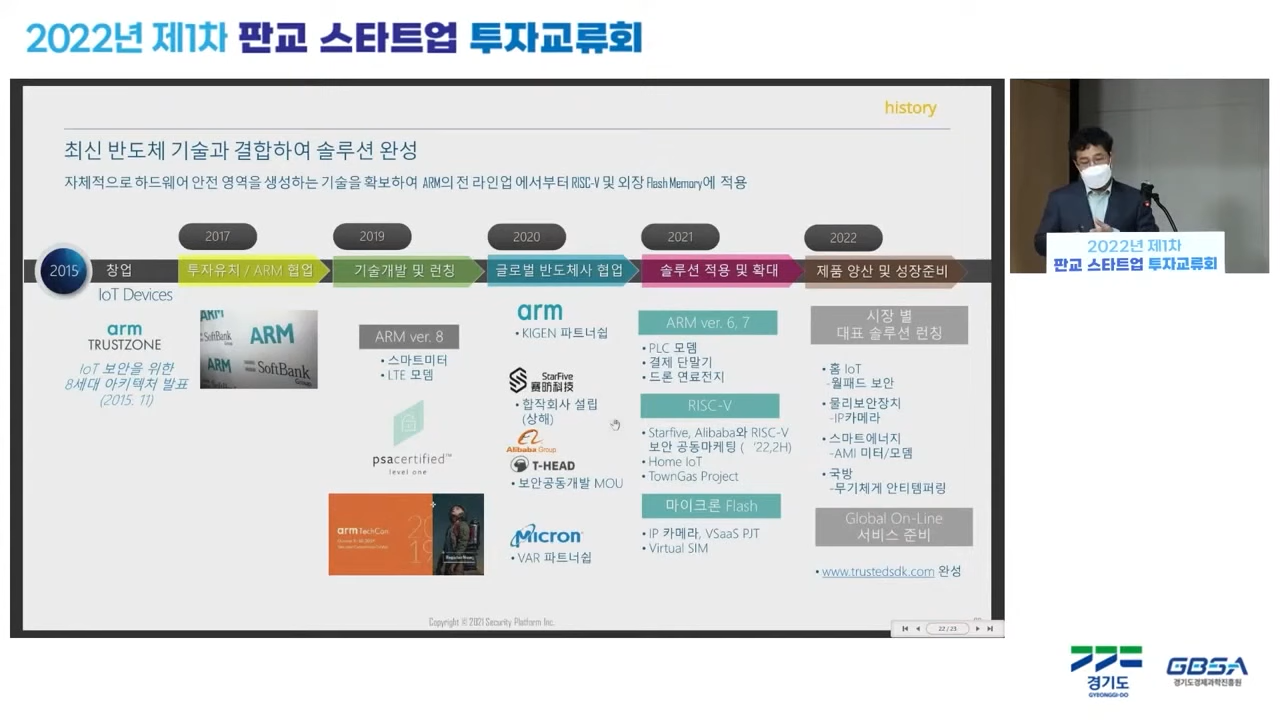 2022년 제1차 판교 스타트업 투자교류회
history
최신 반도체 기술과 결합하여 솔루션 완성
자체적으로 하드웨어 안전 영역을 생성하는 기술을 확보하여 ARM의 전 라인업 에서부터 RISC-V 및 외장 Flash Memory에 적용
2015
창업
IoT Devices
arm
TRUSTZONE
IoT 보안을 위한
8세대 아키텍처 발표
(2015. 11)
2017
투자유치 / ARM 협업
ARM
SoftBank
ARM
ARM
SoftBank
2019
기술개발 및 런칭
ARM ver. 8
• 스마트미터
• LTE 모뎀
psacertified™
level one
arm TechCon
2020
글로벌 반도체사 협업
arm
• KIGEN 파트너쉽
StarFive
赛昉科技
• 합작회사 설립
(상해)
Alibaba Group
T-HEAD
• 보안공동개발 MOU
Micron
• VAR 파트너쉽
2021
솔루션 적용 및 확대
ARM ver. 6, 7
• PLC 모뎀
• 결제 단말기
• 드론 연료전지
RISC-V
• Starfive, Alibaba와 RISC-V
보안 공동마케팅 ( '22,2H)
• Home IoT
• TownGas Project
마이크론 Flash
• IP 카메라, VSaaS PJT
• Virtual SIM
2022
제품 양산 및 성장준비
시장 별
대표 솔루션 런칭
• 홈 IoT
-월패드 보안
• 물리보안장치
-IP카메라
• 스마트에너지
-AMI 미터/모뎀
• 국방
-무기체게 안티템퍼링
Global On-Line
서비스 준비
• www.trustedsdk.com 완성
Copyright © 2021 Security Platform Inc.
22 / 23
2022년 제1차
판교 스타트업 투자교류회
경기도
GYEONGGI-DO
GBSA
경기도경제과학진흥원